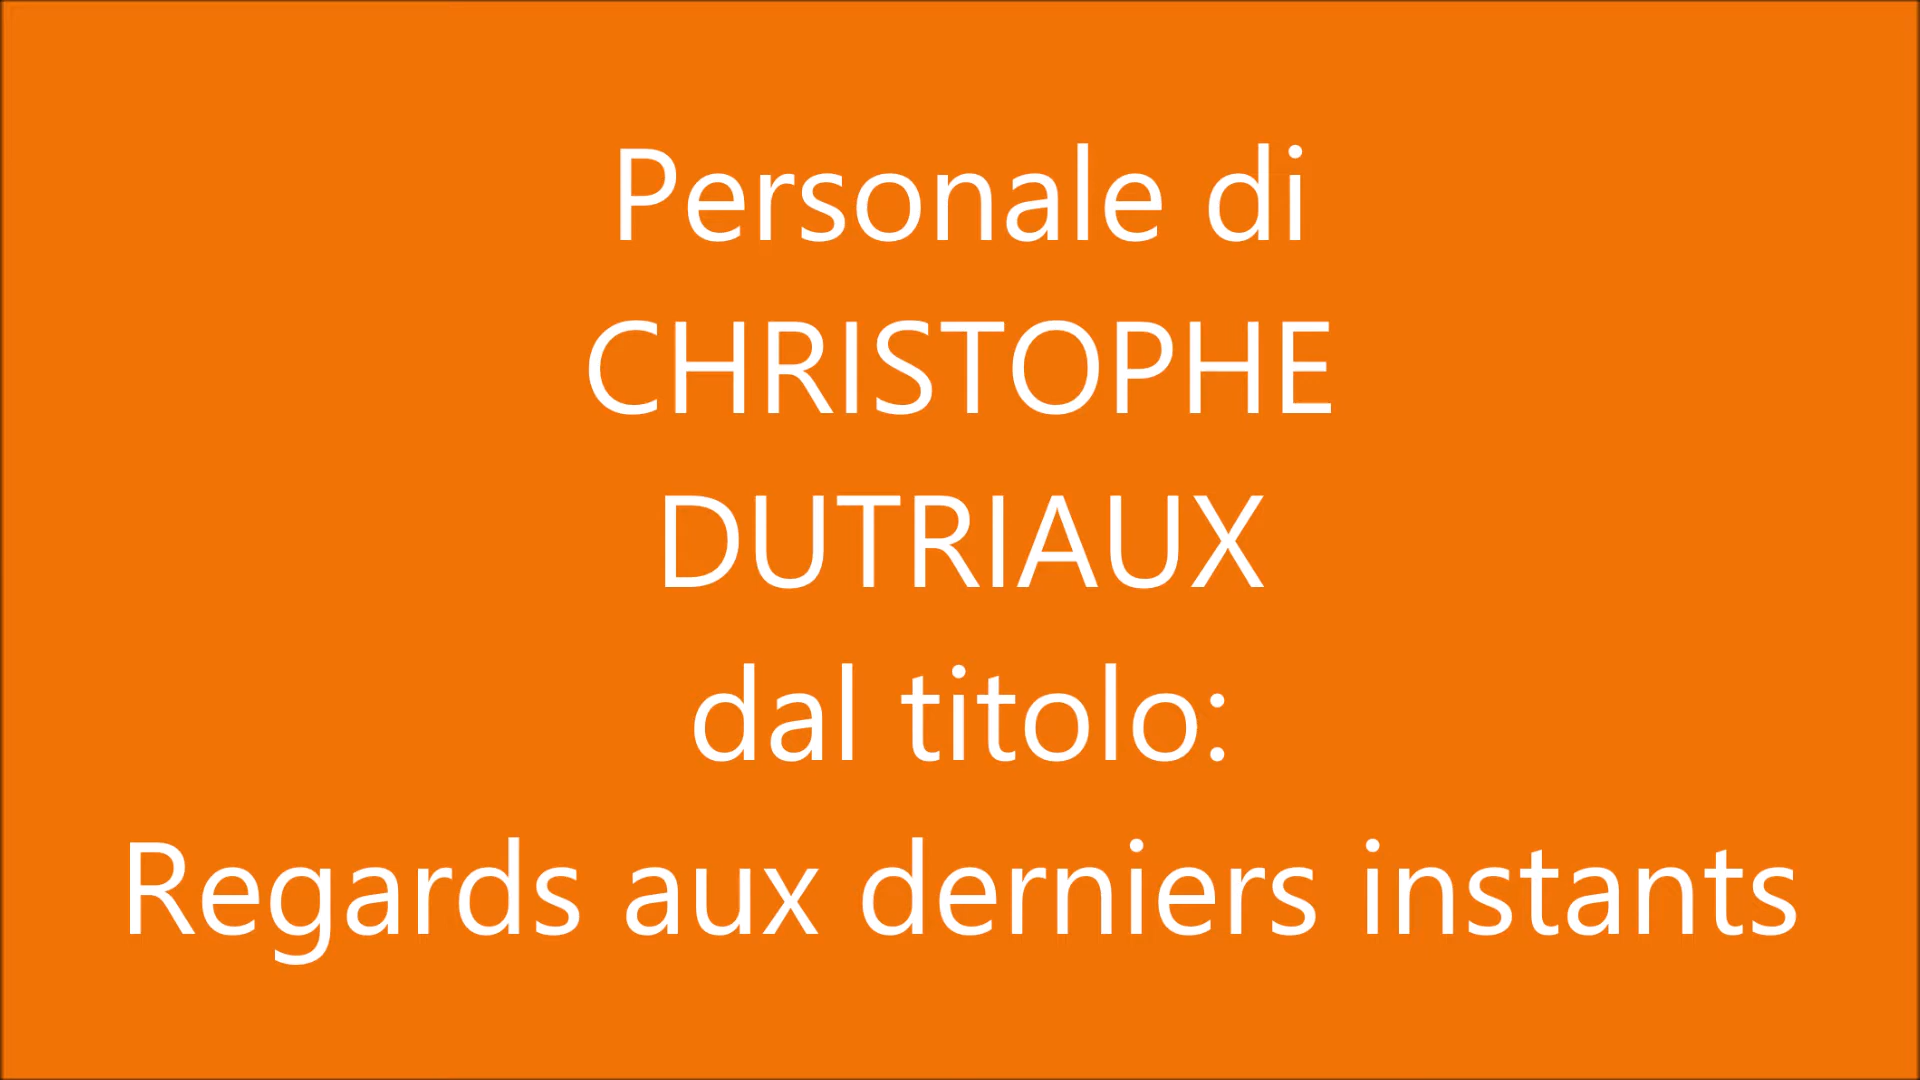 Personale di
CHRISTOPHE
DUTRIAUX
dal titolo:
Regards aux derniers instants